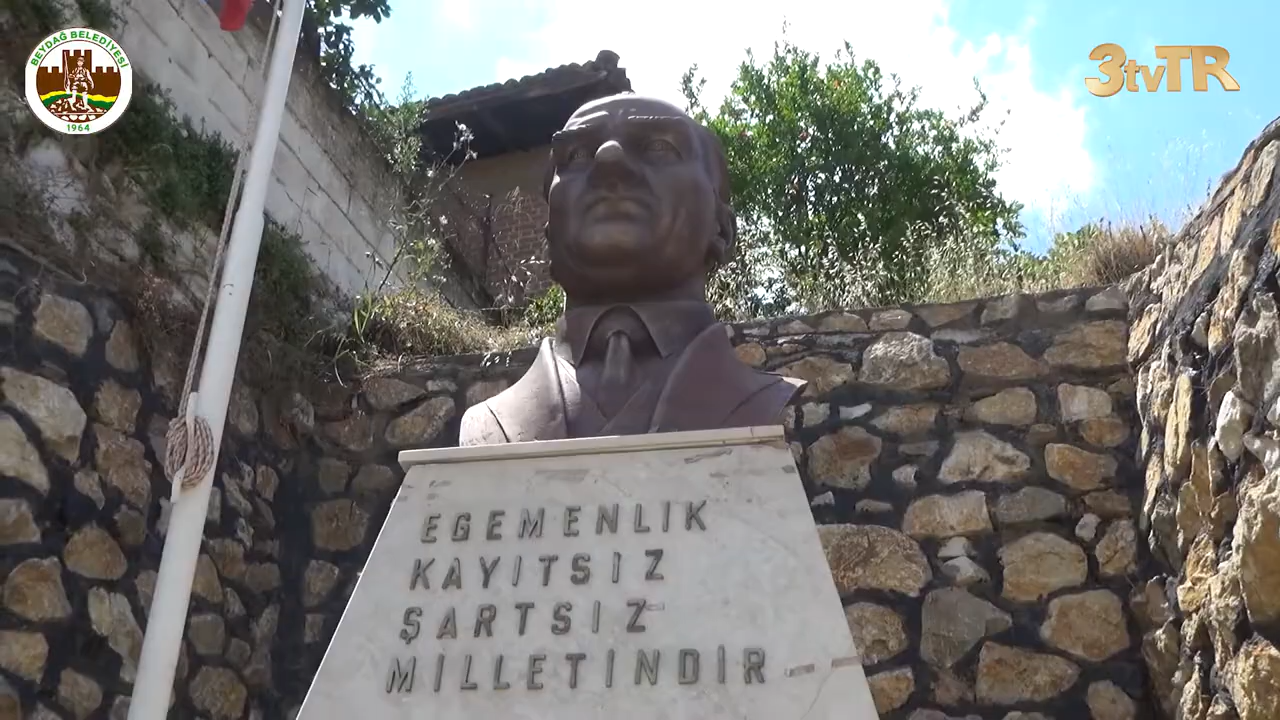 BEYDAĞ BELEDİYESİ
1964
3tvTR
EGEMENLİK
KAYITSIZ
ŞARTSIZ
MİLLETİNDİR